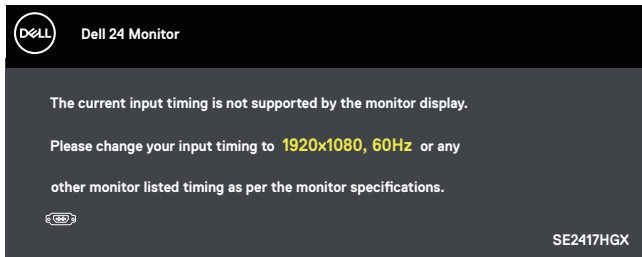 DELL
Dell 24 Monitor
The current input timing is not supported by the monitor display.
Please change your input timing to 1920x1080, 60Hz or any
other monitor listed timing as per the monitor specifications.
SE2417HGX